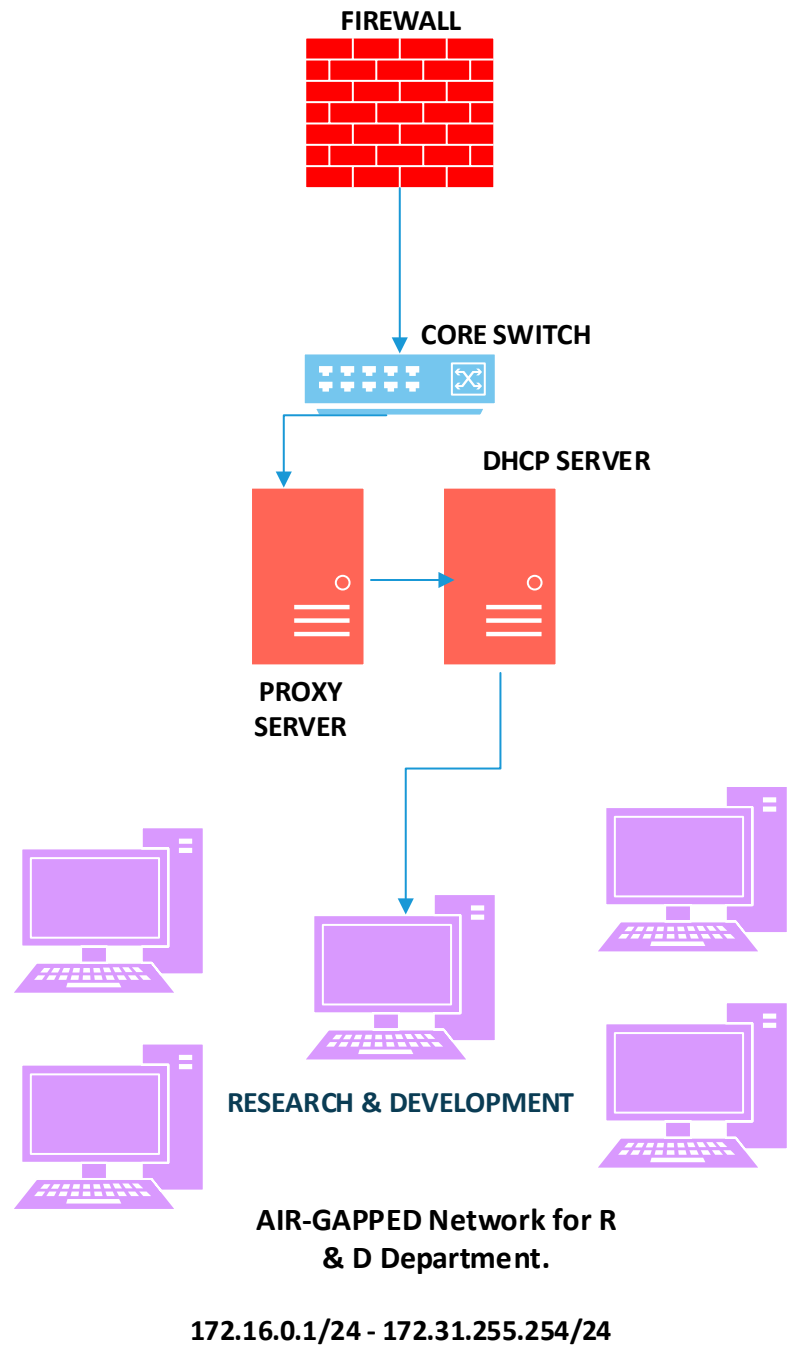 FIREWALL
CORE SWITCH
DHCP SERVER
PROXY
SERVER
RESEARCH & DEVELOPMENT
AIR-GAPPED Network for R
& D Department.
172.16.0.1/24 - 172.31.255.254/24